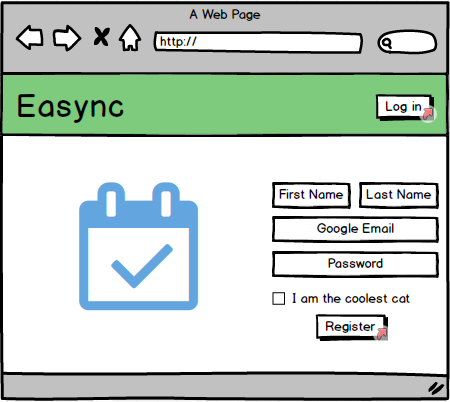 A Web Page
http://
Easync
Log in
First Name Last Name
Google Email
Password
I am the coolest cat
Register